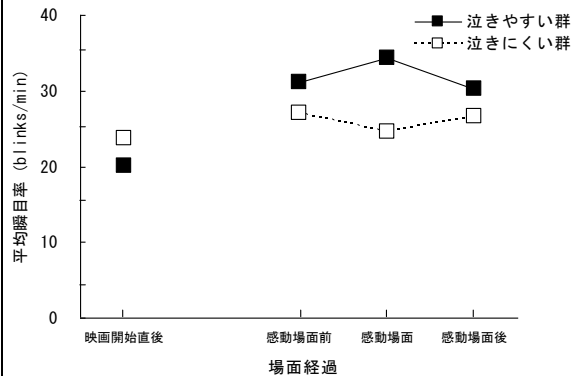 40
30
20
10
0
平均瞬目率 (blinks/min)
泣きやすい群
泣きにくい群
映画開始直後
感動場面前
感動場面
感動場面後
場面経過